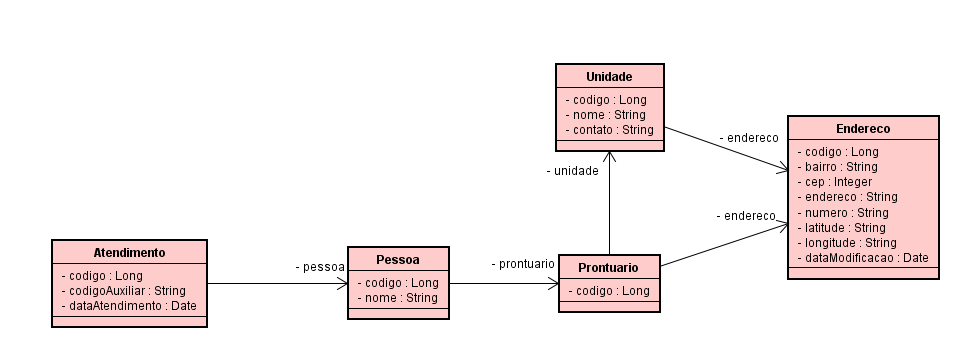 Unidade
- codigo : Long
- nome : String
- contato : String
- endereco
Endereco
- codigo : Long
- bairro : String
- cep : Integer
- endereco : String
- numero : String
- latitude : String
- longitude : String
- dataModificacao : Date
- unidade
- endereco
Atendimento
- codigo : Long
- codigoAuxiliar : String
- dataAtendimento : Date
- pessoa
Pessoa
- codigo : Long
- nome : String
- prontuario
Prontuario
- codigo : Long